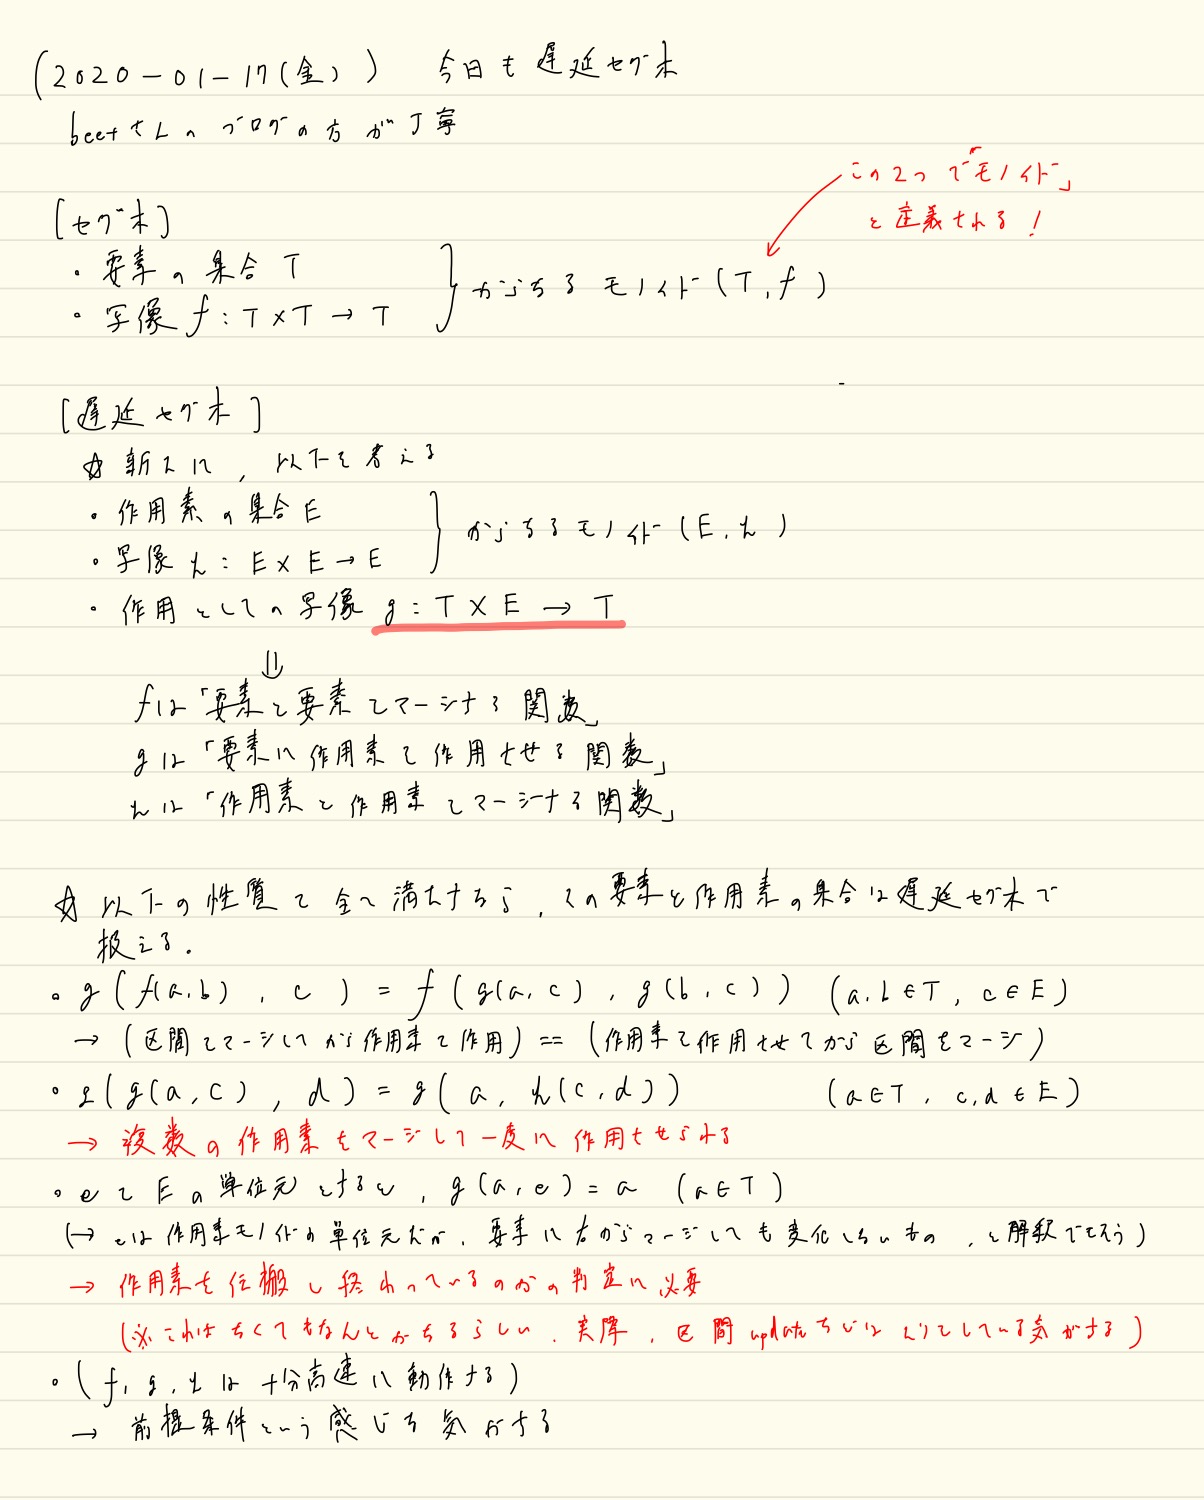 (2020-01-17(金)) 今日も遅延セグ木
beetさんのブログの方が丁寧
この2つで「モノイド」
と定義される!
[セグ木]
・要素の集合 T
・写像 f: T×T → T
からなるモノイド(T, f)
[遅延セグ木]
☆ 新たに、以下を考える
・作用素の集合 E
・写像 h: E×E → E
からなるモノイド(E, h)
・作用としての写像 g: T×E → T
⇓
fは「要素と要素をマージする関数」
gは「要素に作用素を作用させる関数」
hは「作用素と作用素をマージする関数」
☆ 以下の性質を全て満たすなら、その要素と作用素の集合は遅延セグ木で
扱える.
・g(f(a,b), c) = f(g(a,c), g(b,c)) (a,b∈T, c∈E)
→ (区間をマージしてから作用素を作用) == (作用素を作用させてから区間をマージ)
・g(g(a,c), d) = g(a, h(c,d)) (a∈T, c,d∈E)
→ 複数の作用素をマージして一度に作用させられる
・eをEの単位元とすると, g(a,e) = a (a∈T)
(→ eは作用素モノイドの単位元だが、要素に右からマージしても変化しないもの、と解釈できそう)
→ 作用素を伝搬し終わっているのかの判定に必要
(※これはなくてもなんとかなるらしい、実際、区間updateでは している気がする)
・(f, g, h は十分高速に動作する)
→ 前提条件という感じな気がする